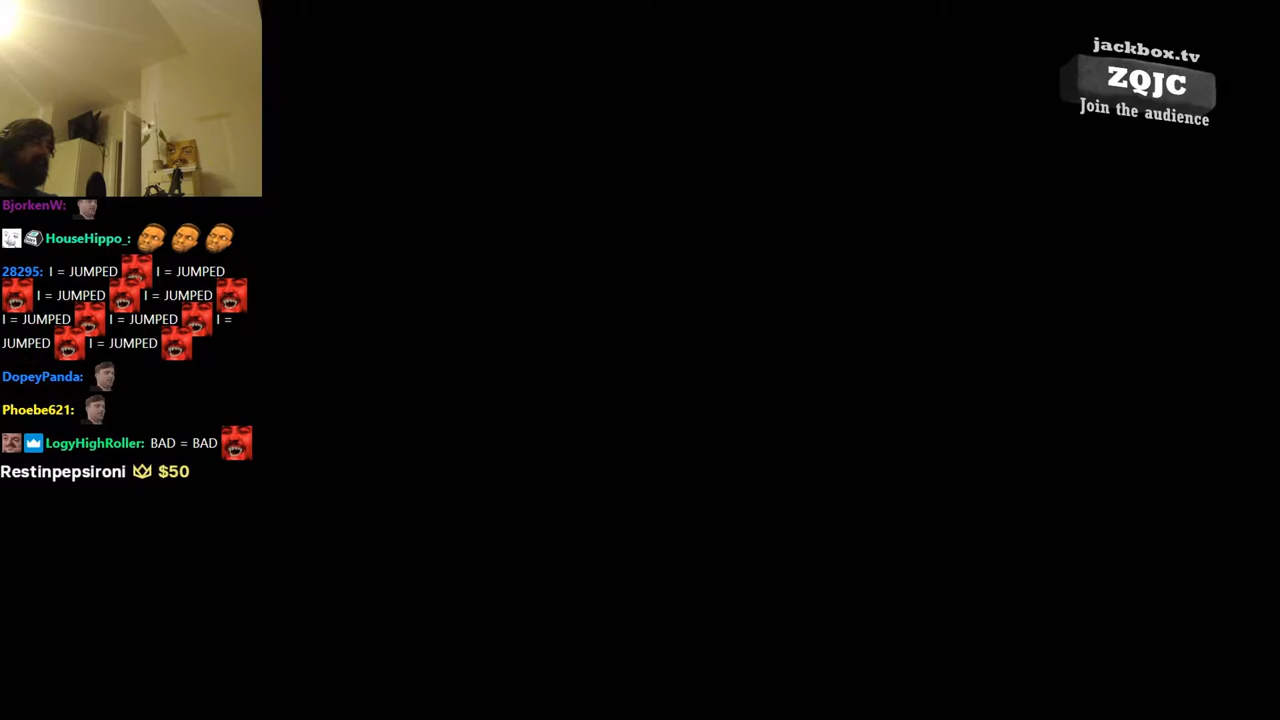 jackbox.tv
ZQJC
Join the audience
BjorkenW:
HouseHippo_:
28295: I = JUMPED I = JUMPED
I = JUMPED I = JUMPED
I = JUMPED I = JUMPED I =
JUMPED I = JUMPED
DopeyPanda:
Phoebe621:
LogyHighRoller: BAD = BAD
Restinpepsironi $50